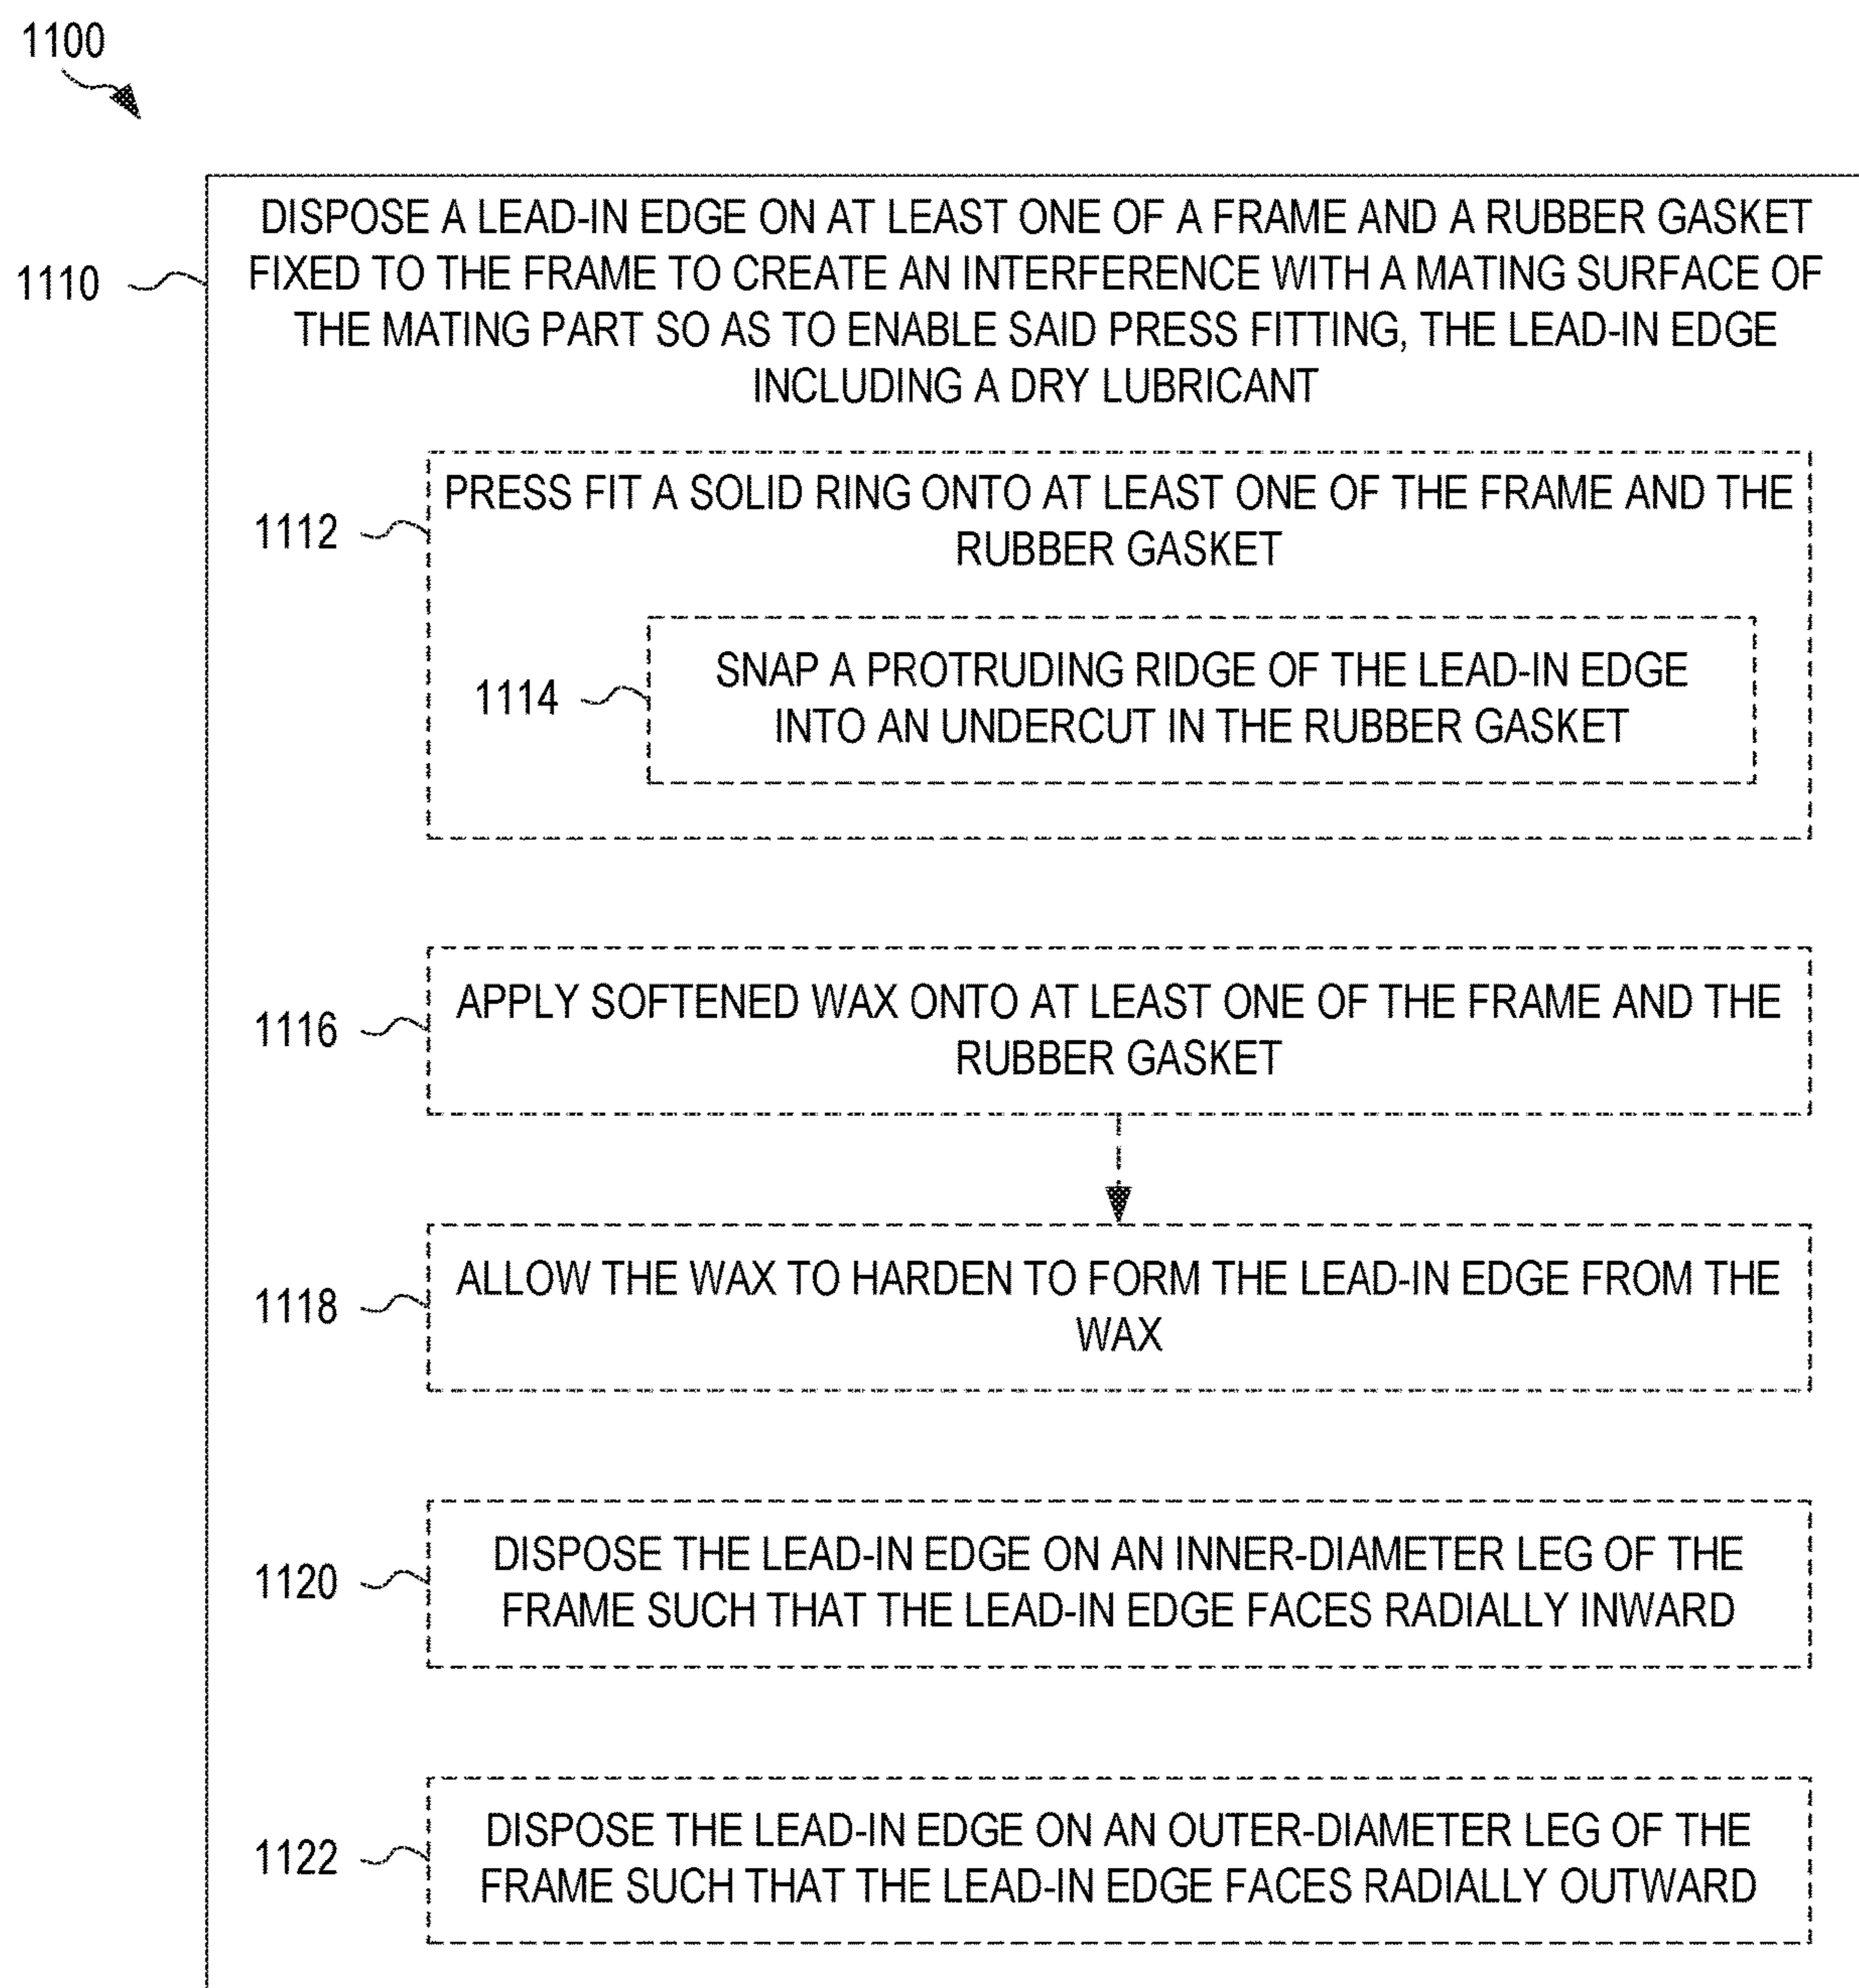 1100
DISPOSE A LEAD-IN EDGE ON AT LEAST ONE OF A FRAME AND A RUBBER GASKET
1110
FIXED TO THE FRAME TO CREATE AN INTERFERENCE WITH A MATING SURFACE OF
THE MATING PART SO AS TO ENABLE SAID PRESS FITTING, THE LEAD-IN EDGE
INCLUDING A DRY LUBRICANT
1112
PRESS FIT A SOLID RING ONTO AT LEAST ONE OF THE FRAME AND THE
RUBBER GASKET
1114
SNAP A PROTRUDING RIDGE OF THE LEAD-IN EDGE
INTO AN UNDERCUT IN THE RUBBER GASKET
1116
APPLY SOFTENED WAX ONTO AT LEAST ONE OF THE FRAME AND THE
RUBBER GASKET
1118
ALLOW THE WAX TO HARDEN TO FORM THE LEAD-IN EDGE FROM THE
WAX
1120
DISPOSE THE LEAD-IN EDGE ON AN INNER-DIAMETER LEG OF THE
FRAME SUCH THAT THE LEAD-IN EDGE FACES RADIALLY INWARD
1122
DISPOSE THE LEAD-IN EDGE ON AN OUTER-DIAMETER LEG OF THE
FRAME SUCH THAT THE LEAD-IN EDGE FACES RADIALLY OUTWARD